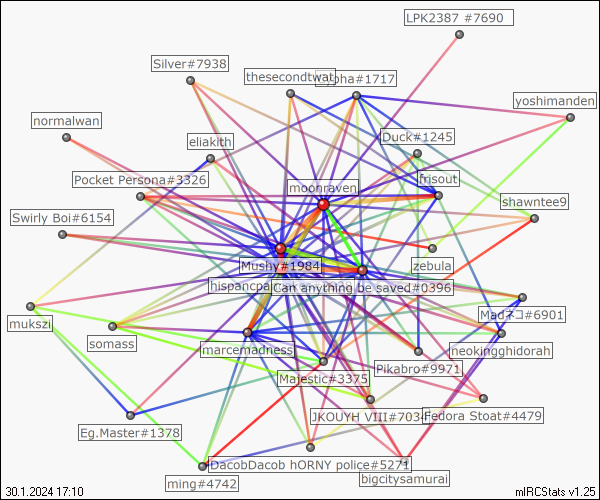 LPK2387 #7690
Silver#7938
thesecondtwat
pha#1717
yoshimanden
normalwan
Duck#1245
eliakith
Pocket Persona#3326
frisout
moonraven
shawntee9
Swirly Boi#6154
Mushy#1984
zebula
Can anything be saved#0396
Madネコ#6901
mukszi
somass
marcemadness
neokingghidorah
Pikabro#9971
Majestic#3375
JKOUYH VIII#7034
Fedora Stoat#4479
Eg.Master#1378
DacobDacob hORNY police#5271
bigcitysamurai
ming#4742
30.1.2024 17:10
mIRCStats v1.25